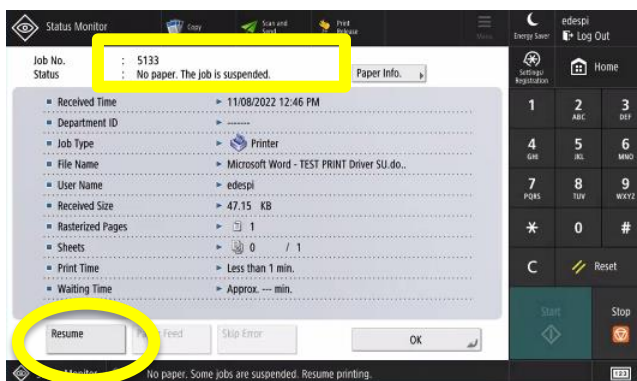 Status Monitor
Copy
Scan and Send
Print Release
Menu
Energy Saver
edespi
Log Out
Job No. : 5133
Status : No paper. The job is suspended.
Paper Info.
Settings/Registration
Home
Received Time 11/08/2022 12:46 PM
Department ID -------
Job Type Printer
File Name Microsoft Word - TEST PRINT Driver SU.do..
User Name edespi
Received Size 47.15 KB
Rasterized Pages 1
Sheets 0 / 1
Print Time Less than 1 min.
Waiting Time Approx. --- min.
1
2 ABC
3 DEF
4 GHI
5 JKL
6 MNO
7 PQRS
8 TUV
9 WXYZ
* 0 #
C
Reset
Start
Stop
Resume
Feed
Skip Error
OK
Monitor
No paper. Some jobs are suspended. Resume printing.
123